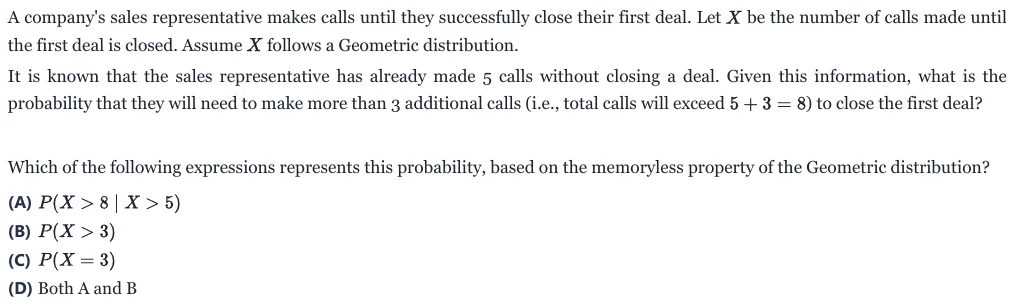 A company's sales representative makes calls until they successfully close their first deal. Let X be the number of calls made until
the first deal is closed. Assume X follows a Geometric distribution.
It is known that the sales representative has already made 5 calls without closing a deal. Given this information, what is the
probability that they will need to make more than 3 additional calls (i.e., total calls will exceed 5 + 3 = 8) to close the first deal?
Which of the following expressions represents this probability, based on the memoryless property of the Geometric distribution?
(A) P(X > 8 | X > 5)
(B) P(X > 3)
(C) P(X = 3)
(D) Both A and B